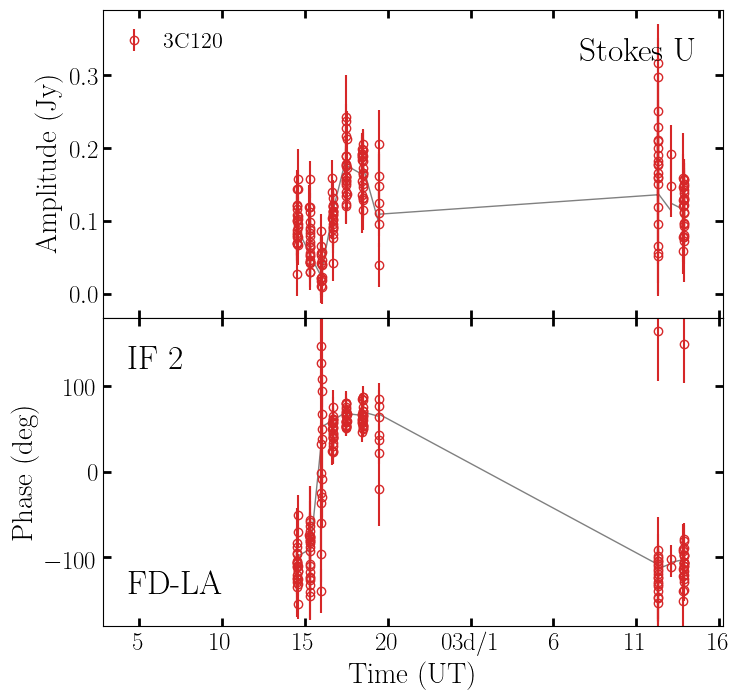 3C120
Stokes U
Amplitude (Jy)
0.3
0.2
0.1
0.0
IF 2
FD-LA
Phase (deg)
100
0
−100
5 10 15 20 03d/1 6 11 16
Time (UT)